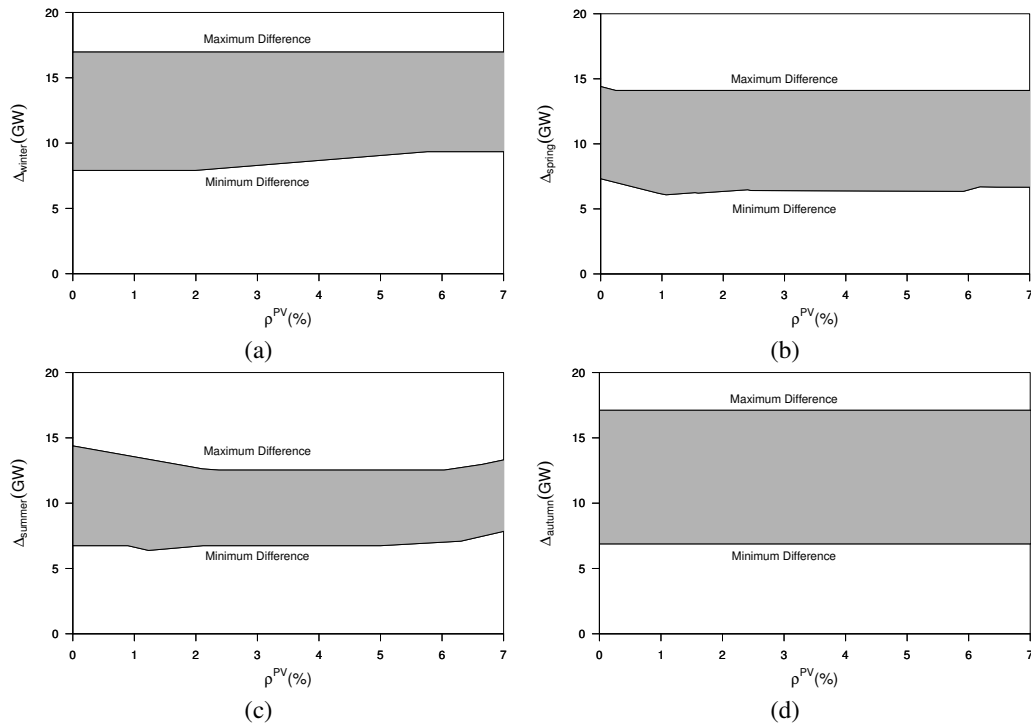 20
15
10
5
0
Δwinter(GW)
Maximum Difference
Minimum Difference
0 1 2 3 4 5 6 7
ρPV(%)
(a)
20
15
10
5
0
Δspring(GW)
Maximum Difference
Minimum Difference
0 1 2 3 4 5 6 7
ρPV(%)
(b)
20
15
10
5
0
Δsummer(GW)
Maximum Difference
Minimum Difference
0 1 2 3 4 5 6 7
ρPV(%)
(c)
20
15
10
5
0
Δautumn(GW)
Maximum Difference
Minimum Difference
0 1 2 3 4 5 6 7
ρPV(%)
(d)